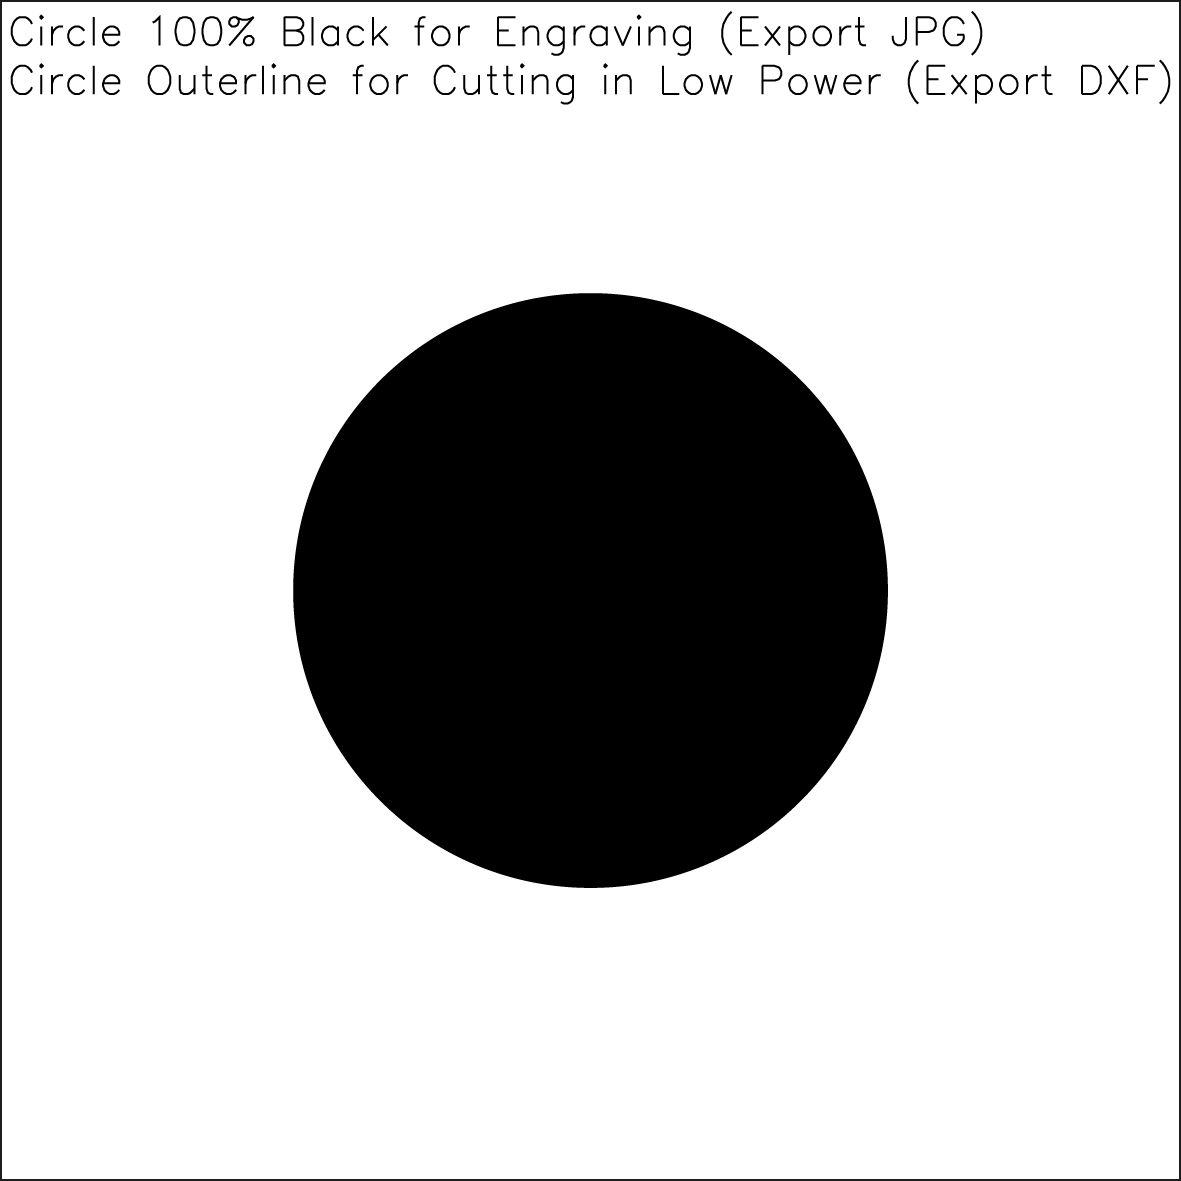 Circle 100% Black for Engraving (Export JPG)
Circle Outerline for Cutting in Low Power (Export DXF)